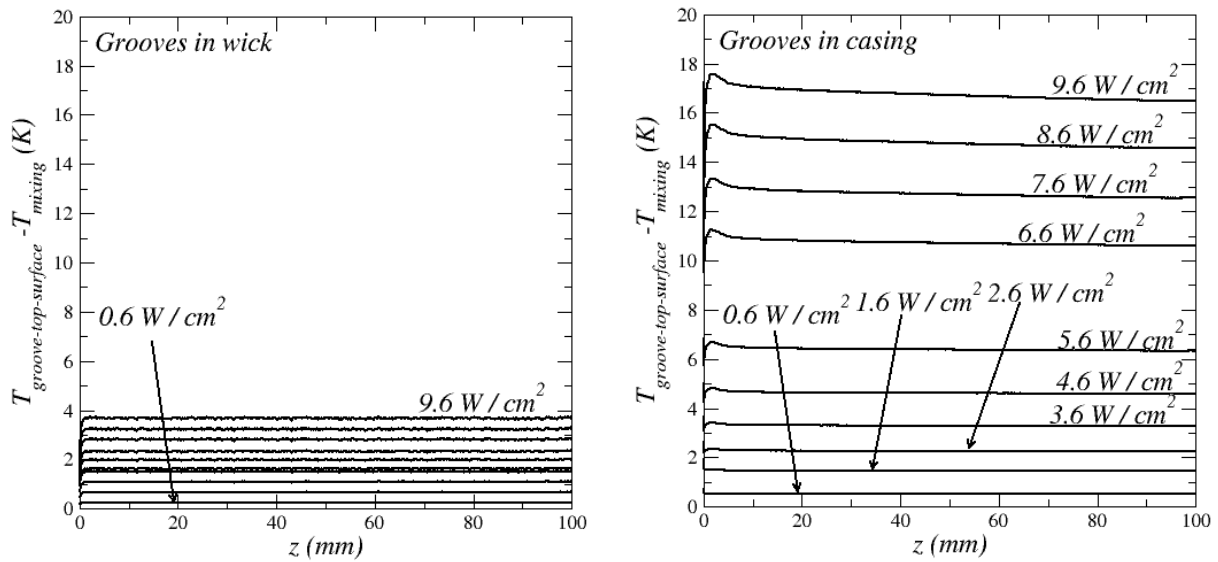 Grooves in wick
T_groove-top-surface - T_mixing (K)
20
18
16
14
12
10
8
6
4
2
0
0.6 W / cm²
9.6 W / cm²
0
20
40
60
80
100
z (mm)
Grooves in casing
T_groove-top-surface - T_mixing (K)
20
18
16
14
12
10
8
6
4
2
0
9.6 W / cm²
8.6 W / cm²
7.6 W / cm²
6.6 W / cm²
0.6 W / cm²
1.6 W / cm²
2.6 W / cm²
5.6 W / cm²
4.6 W / cm²
3.6 W / cm²
0
20
40
60
80
100
z (mm)